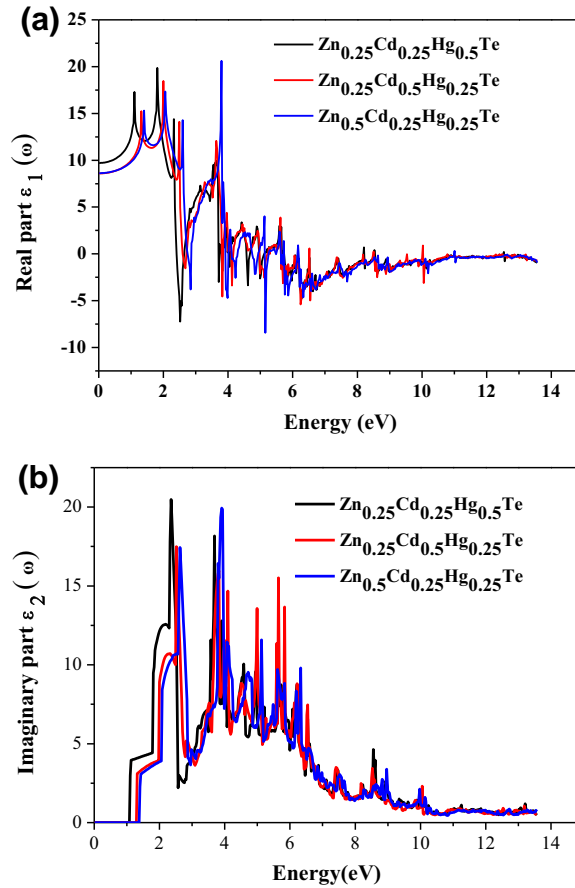 (a)
25
20
15
10
5
0
-5
-10
Real part ε1 (ω)
Zn0.25Cd0.25Hg0.5Te
Zn0.25Cd0.5Hg0.25Te
Zn0.5Cd0.25Hg0.25Te
0 2 4 6 8 10 12 14
Energy (eV)
(b)
20
15
10
5
0
Imaginary part ε2 (ω)
Zn0.25Cd0.25Hg0.5Te
Zn0.25Cd0.5Hg0.25Te
Zn0.5Cd0.25Hg0.25Te
0 2 4 6 8 10 12 14
Energy(eV)